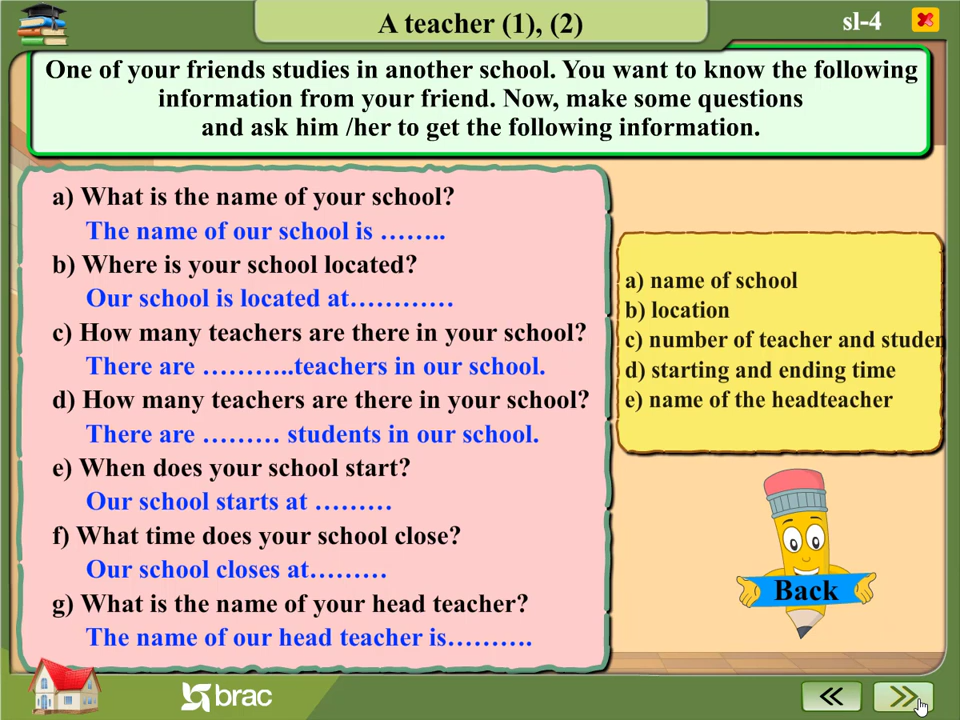 A teacher (1), (2)
sl-4
One of your friends studies in another school. You want to know the following
information from your friend. Now, make some questions
and ask him /her to get the following information.
a) What is the name of your school?
The name of our school is ……..
b) Where is your school located?
Our school is located at…………
c) How many teachers are there in your school?
There are ………..teachers in our school.
d) How many teachers are there in your school?
There are ……… students in our school.
e) When does your school start?
Our school starts at ………
f) What time does your school close?
Our school closes at………
g) What is the name of your head teacher?
The name of our head teacher is……….
a) name of school
b) location
c) number of teacher and studen
d) starting and ending time
e) name of the headteacher
Back
brac